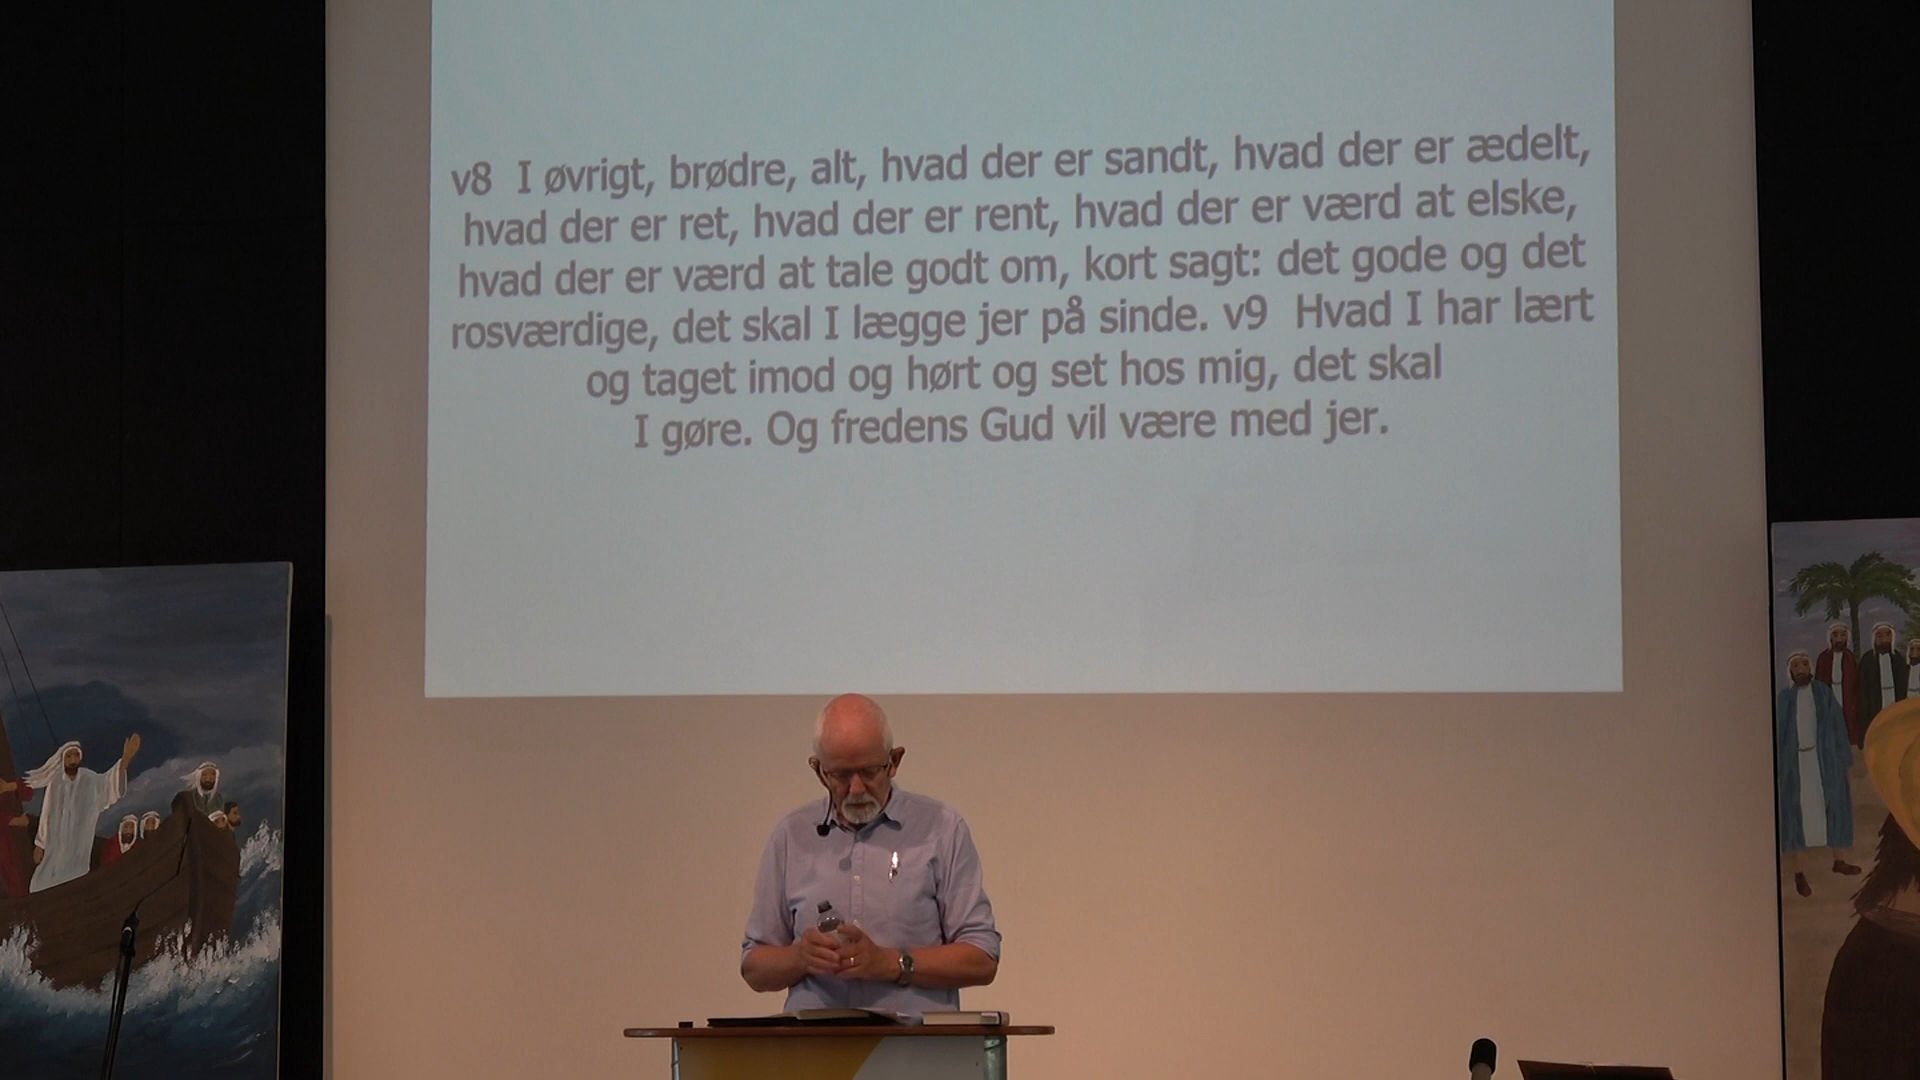 v8 I øvrigt, brødre, alt, hvad der er sandt, hvad der er ædelt,
hvad der er ret, hvad der er rent, hvad der er værd at elske,
hvad der er værd at tale godt om, kort sagt: det gode og det
rosværdige, det skal I lægge jer på sinde. v9 Hvad I har lært
og taget imod og hørt og set hos mig, det skal
I gøre. Og fredens Gud vil være med jer.